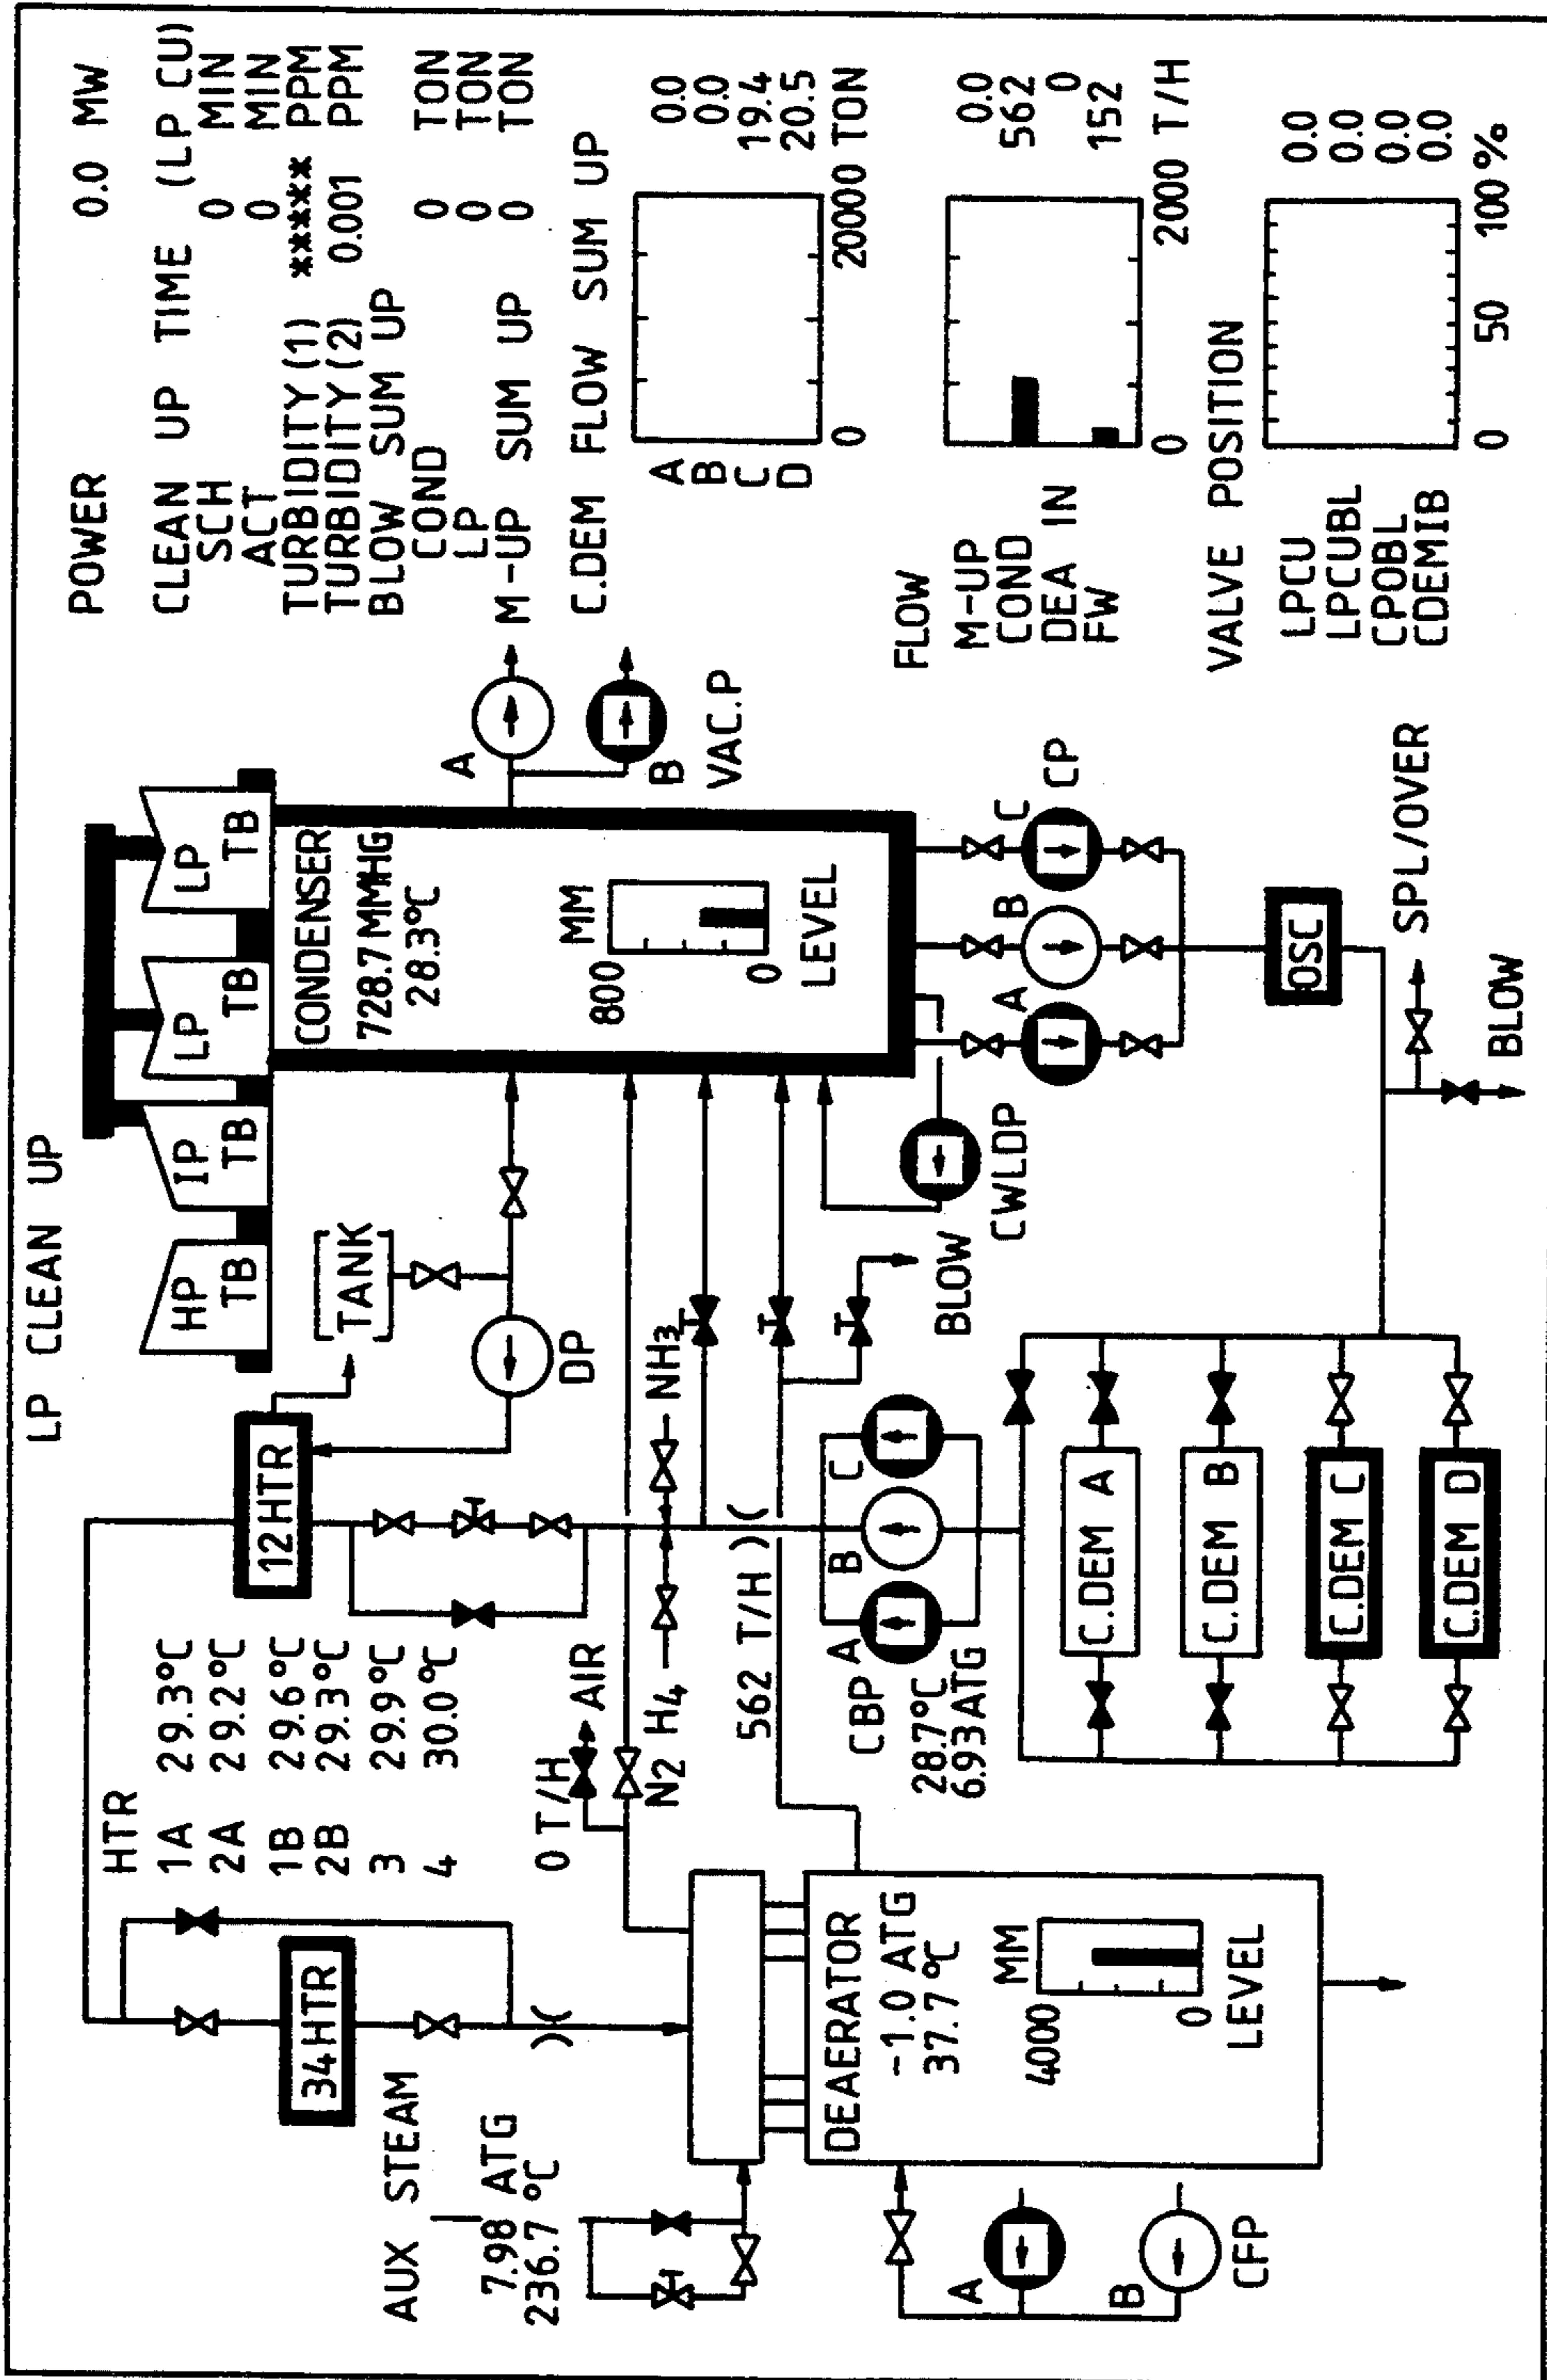 LP CLEAN UP
HP
TB
IP
TB
LP
TB
LP
TB
POWER 0.0 MW
CLEAN UP TIME (LP CU)
SCH 0 MIN
ACT 0 MIN
TURBIDITY (1) ***** PPM
TURBIDITY (2) 0.001 PPM
BLOW SUM UP
COND 0 TON
LP 0 TON
M-UP SUM UP 0 TON
C.DEM FLOW SUM UP
A 0.0
B 0.0
C 19.4
D 20.5
0 20000 TON
FLOW
M-UP 0.0
COND 562
DEA IN 0
FW 152
0 2000 T/H
VALVE POSITION
LPCU 0.0
LPCUBL 0.0
CPOBL 0.0
CDEMIB 0.0
0 50 100 %
HTR
1A 29.3°C
2A 29.2°C
1B 29.6°C
2B 29.3°C
3 29.9°C
4 30.0°C
12 HTR
34 HTR
TANK
DP
CONDENSER
728.7 MMHG
28.3°C
MM
800
0
LEVEL
A
B
VAC.P
AUX STEAM
7.98 ATG
236.7 °C
0 T/H
AIR
N2 H4
NH3
562 T/H
BLOW
CWLDP
A
B
C
CP
OSC
SPL/OVER
BLOW
DEAERATOR
-1.0 ATG
37.7 °C
MM
4000
0
LEVEL
A
B
CFP
CBP
A
B
C
28.7°C
6.93 ATG
C.DEM A
C.DEM B
C.DEM C
C.DEM D